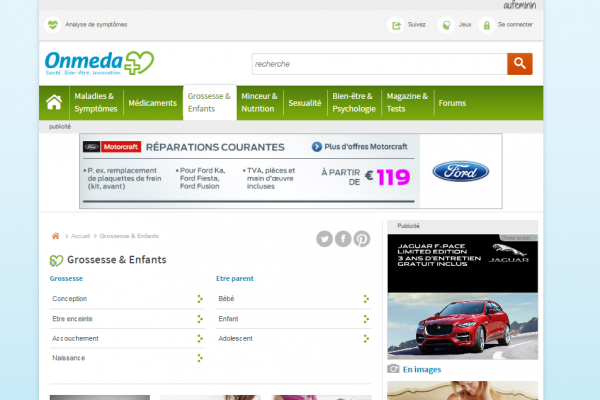 aufeminin
Analyse de symptômes
Suivez
Jeux
Se connecter
Onmeda
Santé Bien-être Innovation
recherche
Maladies & Symptômes
Médicaments
Grossesse & Enfants
Minceur & Nutrition
Sexualité
Bien-être & Psychologie
Magazine & Tests
Forums
publicité
Ford Motorcraft RÉPARATIONS COURANTES
Plus d'offres Motorcraft
• P. ex. remplacement de plaquettes de frein (kit, avant)
• Pour Ford Ka, Ford Fiesta, Ford Fusion
• TVA, pièces et main d'œuvre incluses
À PARTIR DE € 119
Ford
Accueil Grossesse & Enfants
Grossesse & Enfants
Grossesse
Conception
Etre enceinte
Accouchement
Naissance
Etre parent
Bébé
Enfant
Adolescent
Publicité
JAGUAR F-PACE
LIMITED EDITION
3 ANS D'ENTRETIEN
GRATUIT INCLUS
JAGUAR
En images